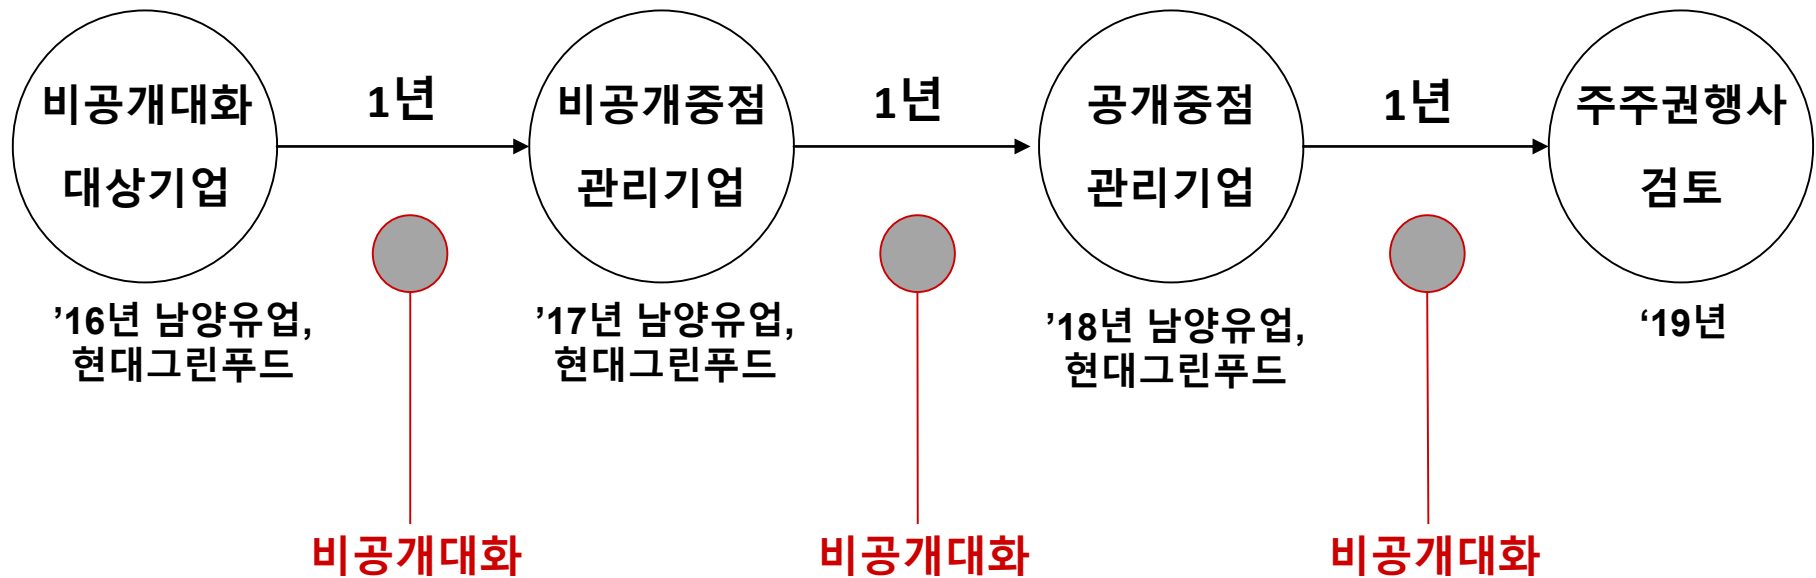 비공개대화
대상기업
1년
비공개중점
관리기업
1년
공개중점
관리기업
1년
주주권행사
검토
’16년 남양유업,
현대그린푸드
’17년 남양유업,
현대그린푸드
’18년 남양유업,
현대그린푸드
‘19년
비공개대화
비공개대화
비공개대화